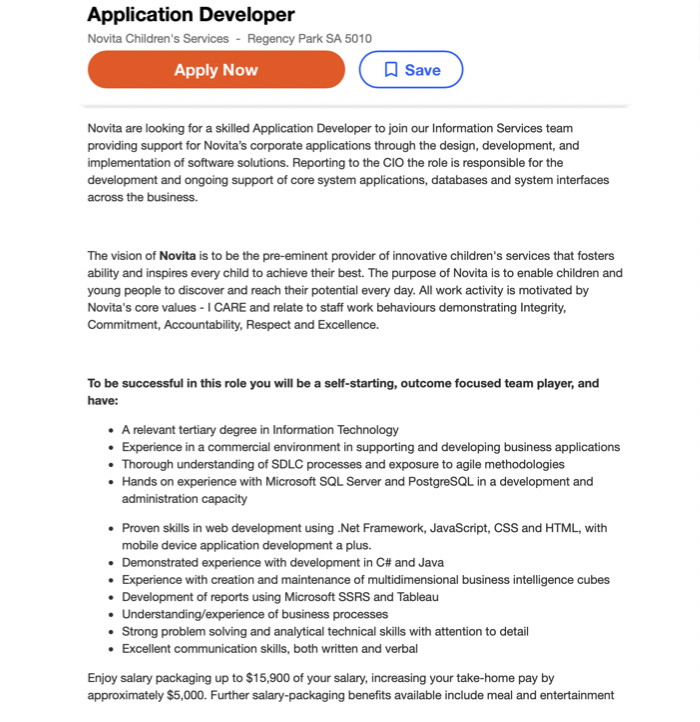 Application Developer
Novita Children's Services - Regency Park SA 5010
Apply Now
Save
Novita are looking for a skilled Application Developer to join our Information Services team
providing support for Novita's corporate applications through the design, development, and
implementation of software solutions. Reporting to the CIO the role is responsible for the
development and ongoing support of core system applications, databases and system interfaces
across the business.
The vision of Novita is to be the pre-eminent provider of innovative children's services that fosters
ability and inspires every child to achieve their best. The purpose of Novita is to enable children and
young people to discover and reach their potential every day. All work activity is motivated by
Novita's core values - I CARE and relate to staff work behaviours demonstrating Integrity,
Commitment, Accountability, Respect and Excellence.
To be successful in this role you will be a self-starting, outcome focused team player, and
have:
• A relevant tertiary degree in Information Technology
• Experience in a commercial environment in supporting and developing business applications
• Thorough understanding of SDLC processes and exposure to agile methodologies
• Hands on experience with Microsoft SQL Server and PostgreSQL in a development and
administration capacity
• Proven skills in web development using .Net Framework, JavaScript, CSS and HTML, with
mobile device application development a plus.
• Demonstrated experience with development in C# and Java
• Experience with creation and maintenance of multidimensional business intelligence cubes
• Development of reports using Microsoft SSRS and Tableau
• Understanding/experience of business processes
• Strong problem solving and analytical technical skills with attention to detail
• Excellent communication skills, both written and verbal
Enjoy salary packaging up to $15,900 of your salary, increasing your take-home pay by
approximately $5,000. Further salary-packaging benefits available include meal and entertainment